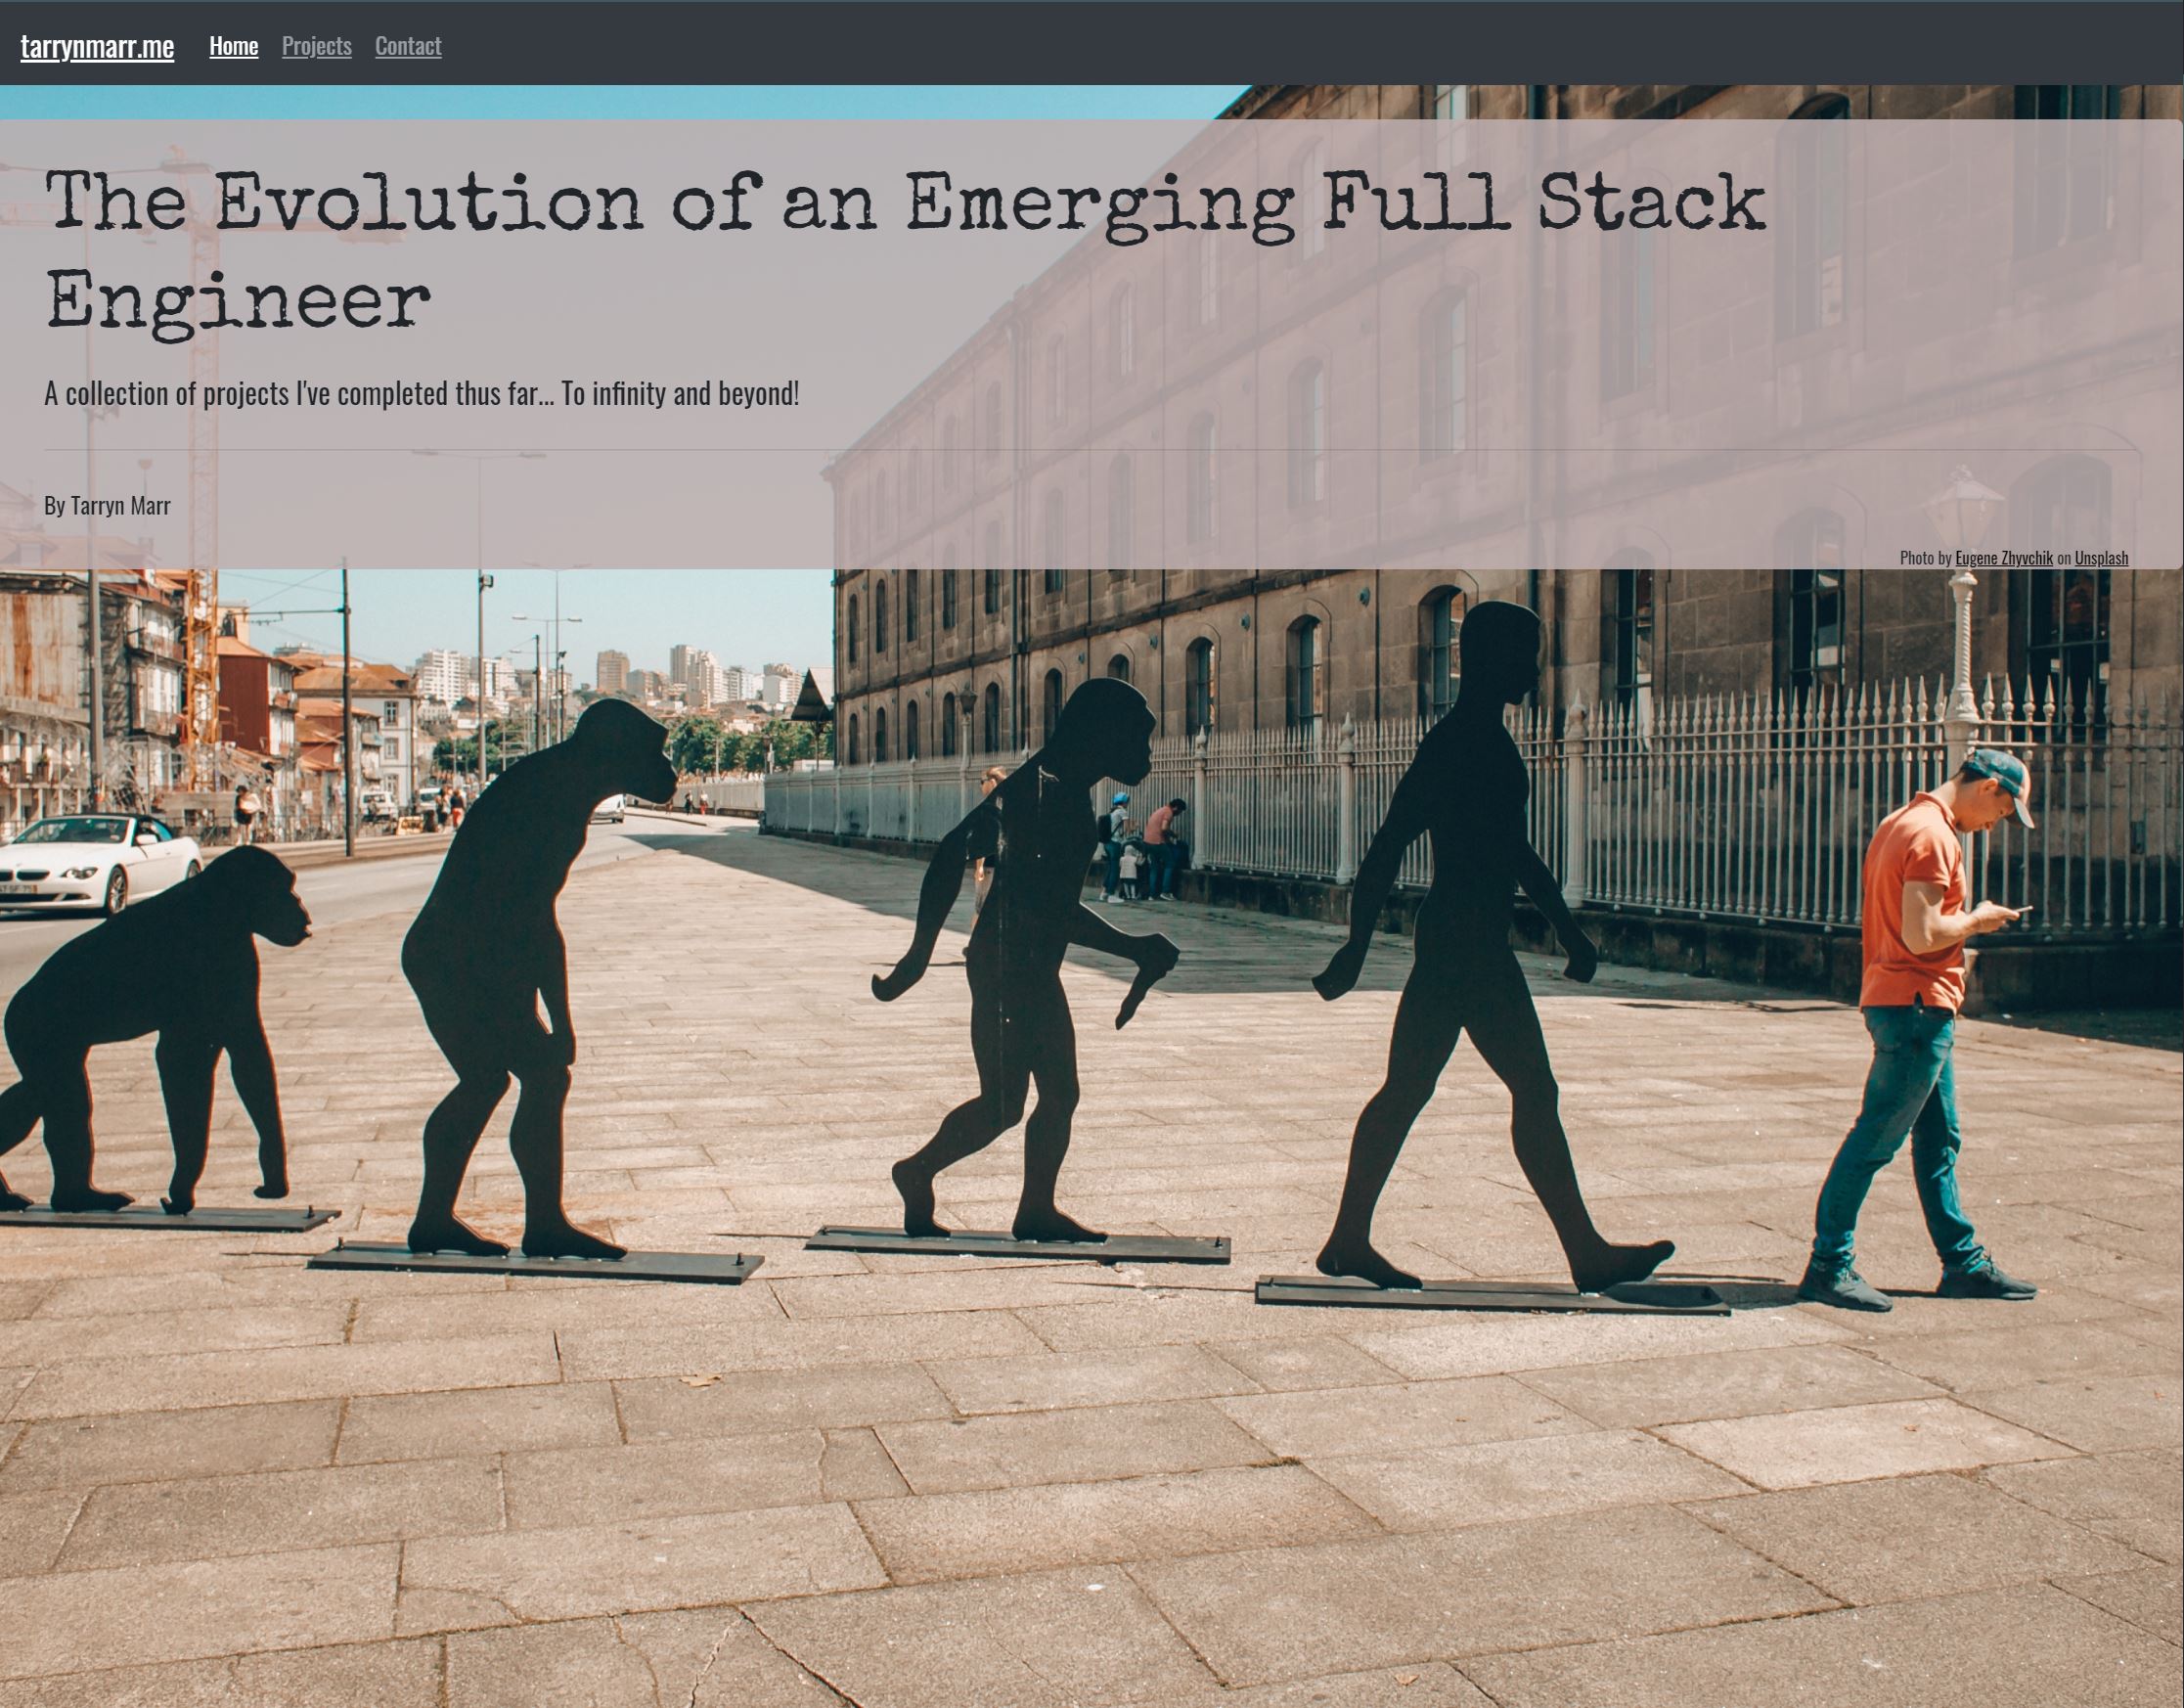 tarrynmarr.me Home Projects Contact
The Evolution of an Emerging Full Stack
Engineer
A collection of projects I've completed thus far... To infinity and beyond!
By Tarryn Marr
Photo by Eugene Zhyvchik on Unsplash